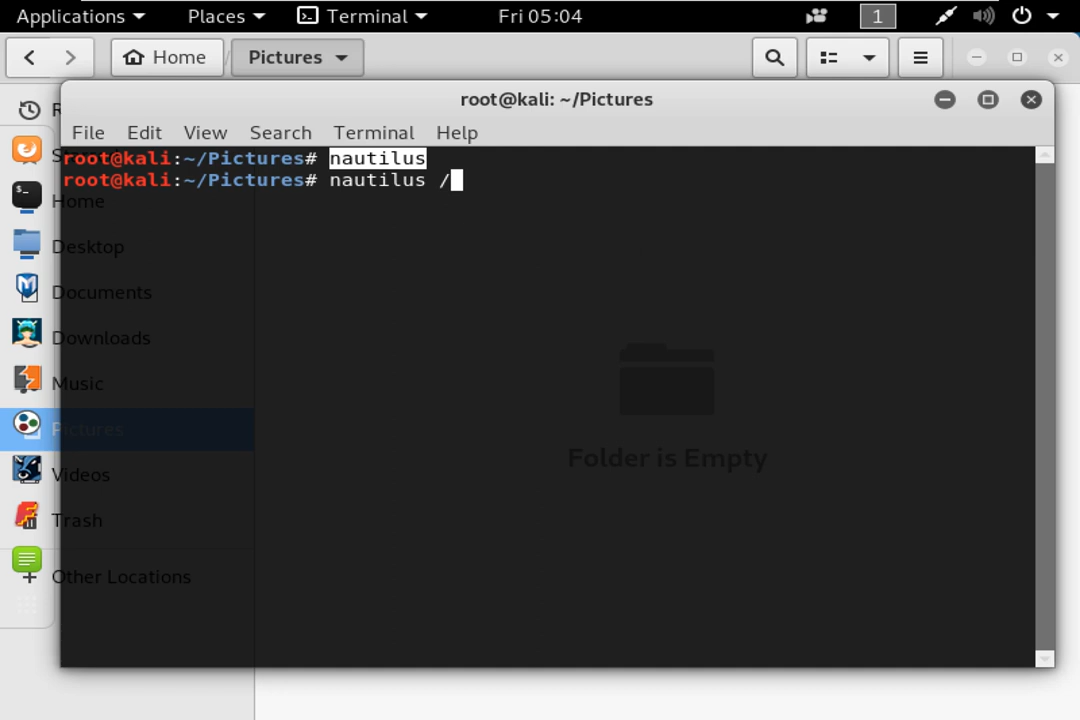 Applications Places Terminal Fri 05:04 1
Home / Pictures
R
root@kali: ~/Pictures
File Edit View Search Terminal Help
root@kali:~/Pictures# nautilus
root@kali:~/Pictures# nautilus /
Home
Desktop
Documents
Downloads
Music
Pictures
Folder is Empty
Videos
Trash
Other Locations